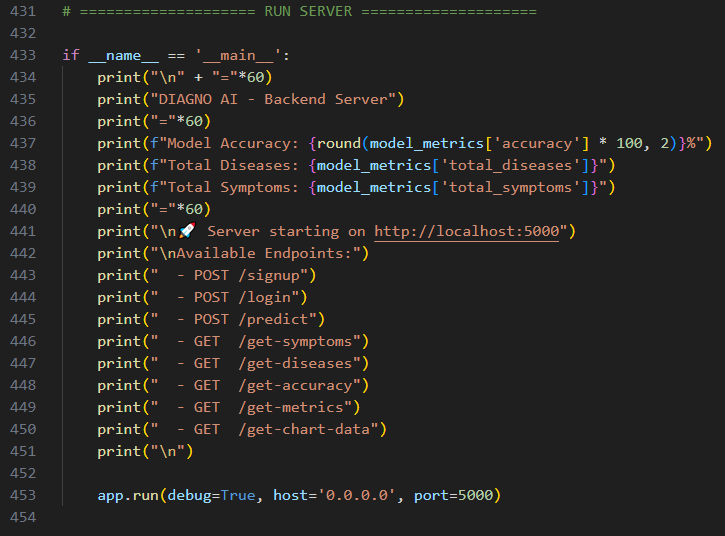 431 # ==================== RUN SERVER ====================
432
433 if __name__ == '__main__':
434     print("\n" + "="*60)
435     print("DIAGNO AI - Backend Server")
436     print("="*60)
437     print(f"Model Accuracy: {round(model_metrics['accuracy'] * 100, 2)}%")
438     print(f"Total Diseases: {model_metrics['total_diseases']}")
439     print(f"Total Symptoms: {model_metrics['total_symptoms']}")
440     print("="*60)
441     print("\n🚀 Server starting on http://localhost:5000")
442     print("\nAvailable Endpoints:")
443     print("  - POST /signup")
444     print("  - POST /login")
445     print("  - POST /predict")
446     print("  - GET  /get-symptoms")
447     print("  - GET  /get-diseases")
448     print("  - GET  /get-accuracy")
449     print("  - GET  /get-metrics")
450     print("  - GET  /get-chart-data")
451     print("\n")
452
453     app.run(debug=True, host='0.0.0.0', port=5000)
454